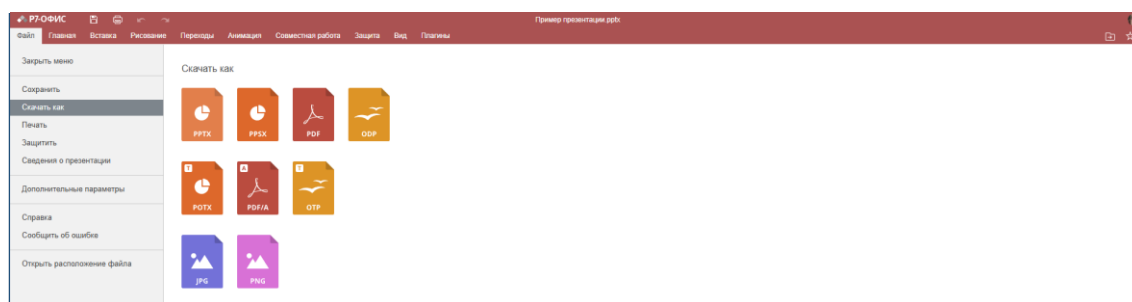 Р7-ОФИС
Пример презентации.pptx
Файл Главная Вставка Рисование Переходы Анимация Совместная работа Защита Вид Плагины
Закрыть меню
Сохранить
Скачать как
Печать
Защитить
Сведения о презентации
Дополнительные параметры
Справка
Сообщить об ошибке
Открыть расположение файла
Скачать как
PPTX PPSX PDF ODP
T A T
POTX PDF/A OTP
JPG PNG